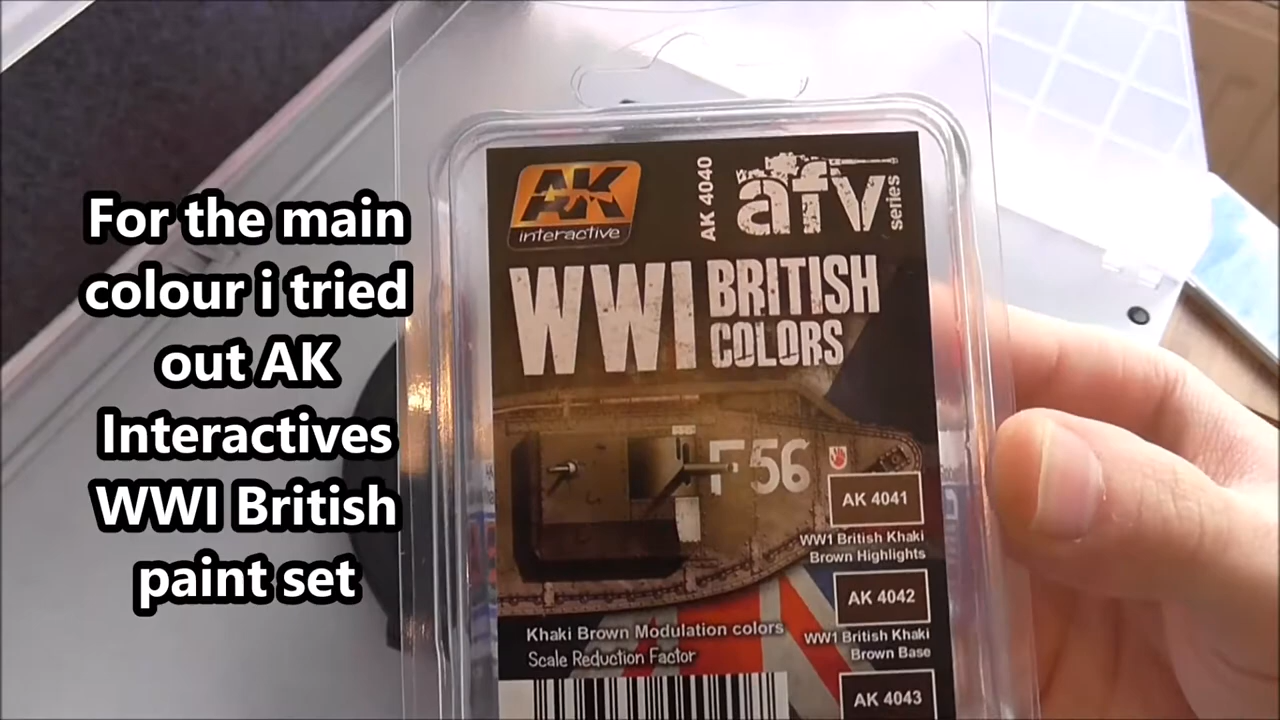 For the main
colour i tried
out AK
Interactives
WWI British
paint set
AK
interactive
AK 4040
afv
series
WWI
BRITISH
COLORS
F56
AK 4041
WW1 British Khaki
Brown Highlights
AK 4042
WW1 British Khaki
Brown Base
AK 4043
Khaki Brown Modulation colors
Scale Reduction Factor